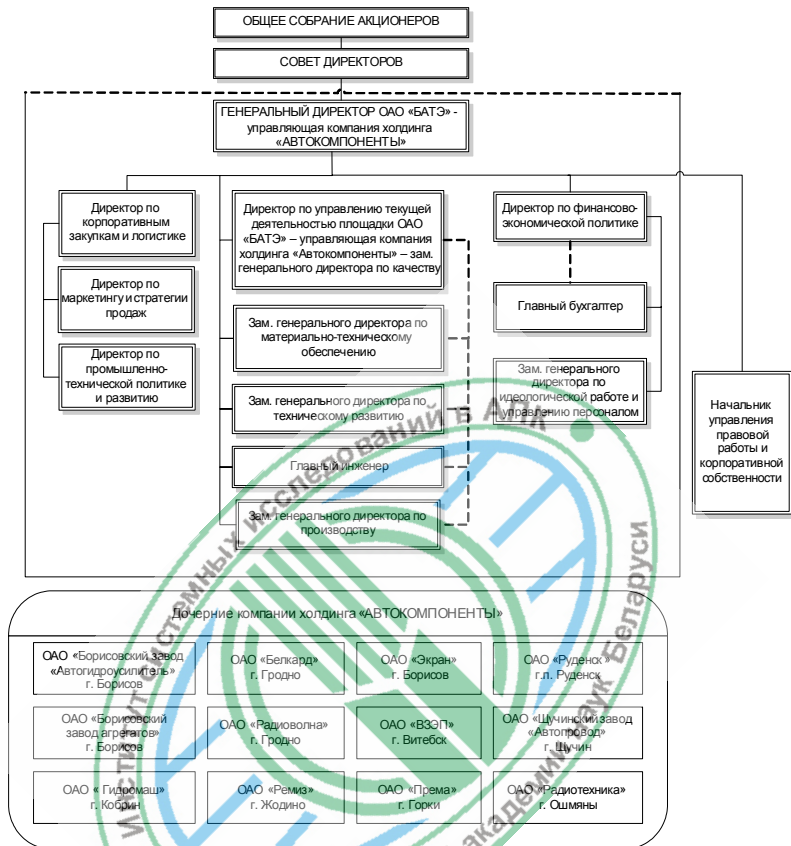 ОБЩЕЕ СОБРАНИЕ АКЦИОНЕРОВ
СОВЕТ ДИРЕКТОРОВ
ГЕНЕРАЛЬНЫЙ ДИРЕКТОР ОАО «БАТЭ» -
управляющая компания холдинга
«АВТОКОМПОНЕНТЫ»
Директор по
корпоративным
закупкам и логистике
Директор по
маркетингу и стратегии
продаж
Директор по
промышленно-
технической политике
и развитию
Директор по управлению текущей
деятельностью площадки ОАО
«БАТЭ» – управляющая компания
холдинга «Автокомпоненты» – зам.
генерального директора по качеству
Зам. генерального директора по
материально-техническому
обеспечению
Зам. генерального директора по
техническому развитию
Главный инженер
Зам. генерального директора по
производству
Директор по финансово-
экономической политике
Главный бухгалтер
Зам. генерального
директора по
идеологической работе и
управлению персоналом
Начальник
управления
правовой
работы и
корпоративной
собственности
Дочерние компании холдинга «АВТОКОМПОНЕНТЫ»
ОАО «Борисовский завод
«Автогидроусилитель»
г. Борисов
ОАО «Белкард»
г. Гродно
ОАО «Экран»
г. Борисов
ОАО «Руденск»
г.п. Руденск
ОАО «Борисовский
завод агрегатов»
г. Борисов
ОАО «Радиоволна»
г. Гродно
ОАО «ВЗЭП»
г. Витебск
ОАО «Щучинский завод
«Автопровод»
г. Щучин
ОАО « Гидромаш»
г. Кобрин
ОАО «Ремиз»
г. Жодино
ОАО «Према»
г. Горки
ОАО «Радиотехника»
г. Ошмяны
Институт системных исследований в АПК
академии наук Беларуси